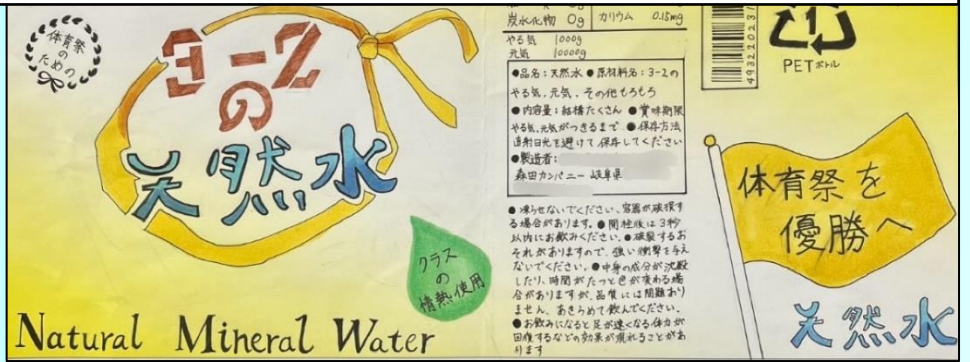 体育祭
のための
3-2
の
天然水
クラス
の
情熱使用
Natural Mineral Water
炭水化物 0g カリウム 0.15mg
やる気 1000g
元気 10000g
●品名：天然水 ●原材料名：3-2の
やる気、元気、その他もろもろ
●内容量：結構たくさん ●賞味期限
やる気、元気がつきるまで ●保存方法
直射日光を避けて保存してください
●製造者：
森田カンパニー 岐阜県
●凍らせないでください、容器が破損す
る場合があります。●開栓後は3秒
以内にお飲みください。●破裂するお
それがありますので、強い衝撃を与え
ないでください。●中身の成分が沈殿
したり、時間がたつと色が変わる場
合がありますが、品質には問題あり
ません、あきらめて飲んでください。
●お飲みになると足が速くなる、体力が
回復するなどの効果が現れることがあ
ります
4932202
1
PETボトル
体育祭を
優勝へ
天然水